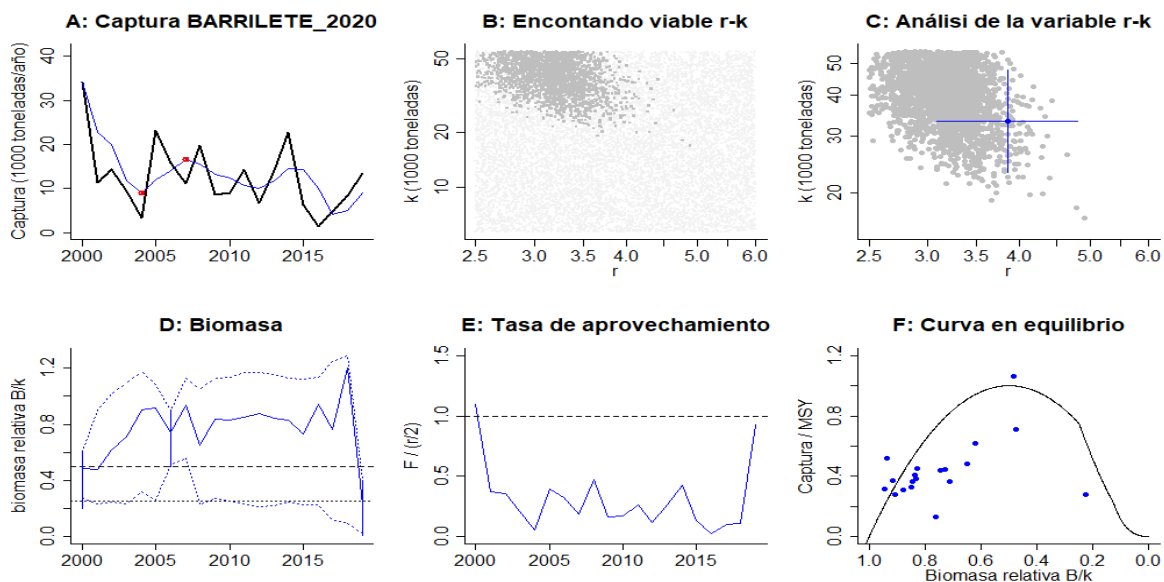 A: Captura BARRILETE_2020
B: Encontando viable r-k
C: Análisi de la variable r-k
Captura (1000 toneladas/año)
40
30
20
10
0
2000 2005 2010 2015
k (1000 toneladas)
50
20
10
2.5 3.0 3.5 4.0 5.0 6.0
r
k (1000 toneladas)
50
40
30
20
2.5 3.0 3.5 4.0 5.0 6.0
r
D: Biomasa
E: Tasa de aprovechamiento
F: Curva en equilibrio
biomasa relativa B/k
1.2
0.8
0.4
0.0
2000 2005 2010 2015
F / (r/2)
1.5
1.0
0.5
0.0
2000 2005 2010 2015
Captura / MSY
1.2
0.8
0.4
0.0
1.0 0.8 0.6 0.4 0.2 0.0
Biomasa relativa B/k